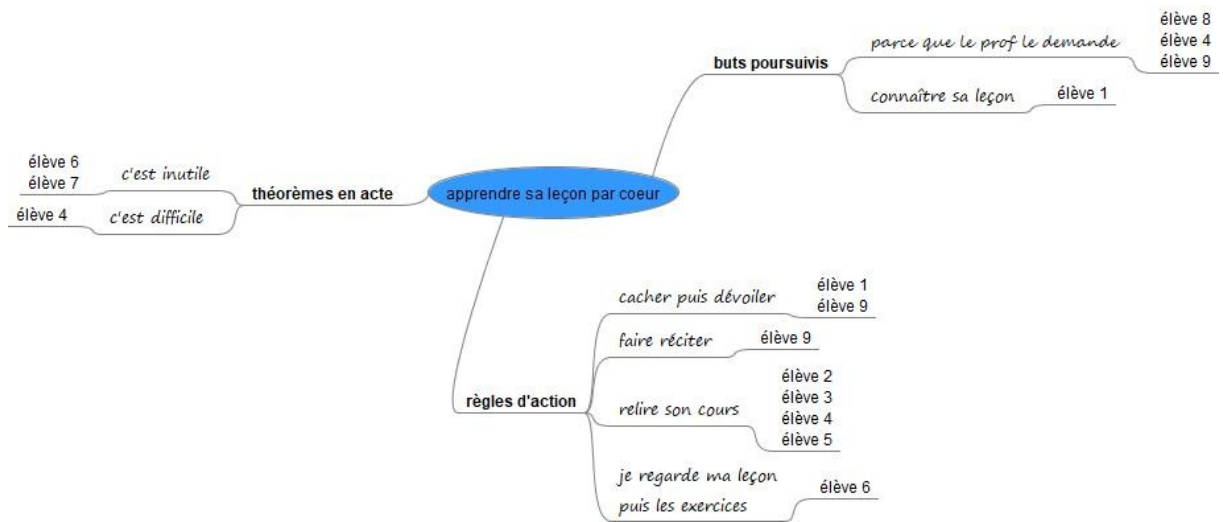 apprendre sa leçon par coeur
buts poursuivis
parce que le prof le demande
élève 8
élève 4
élève 9
connaître sa leçon
élève 1
théorèmes en acte
c'est inutile
élève 6
élève 7
c'est difficile
élève 4
règles d'action
cacher puis dévoiler
élève 1
élève 9
faire réciter
élève 9
relire son cours
élève 2
élève 3
élève 4
élève 5
je regarde ma leçon
puis les exercices
élève 6